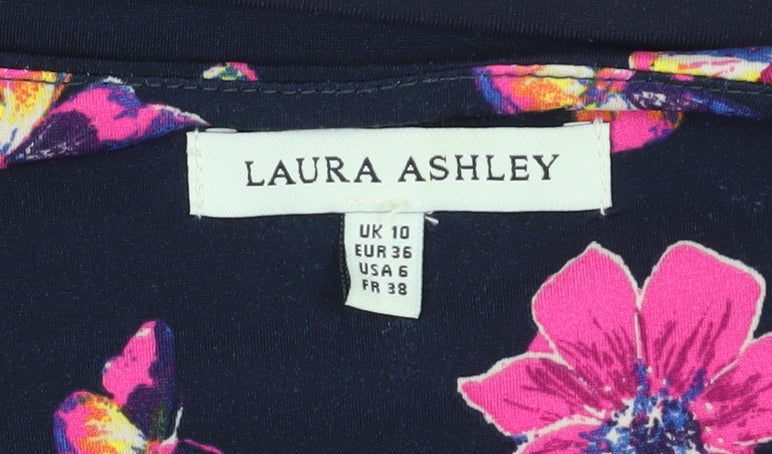 LAURA ASHLEY
UK 10
EUR 36
USA 6
FR 38